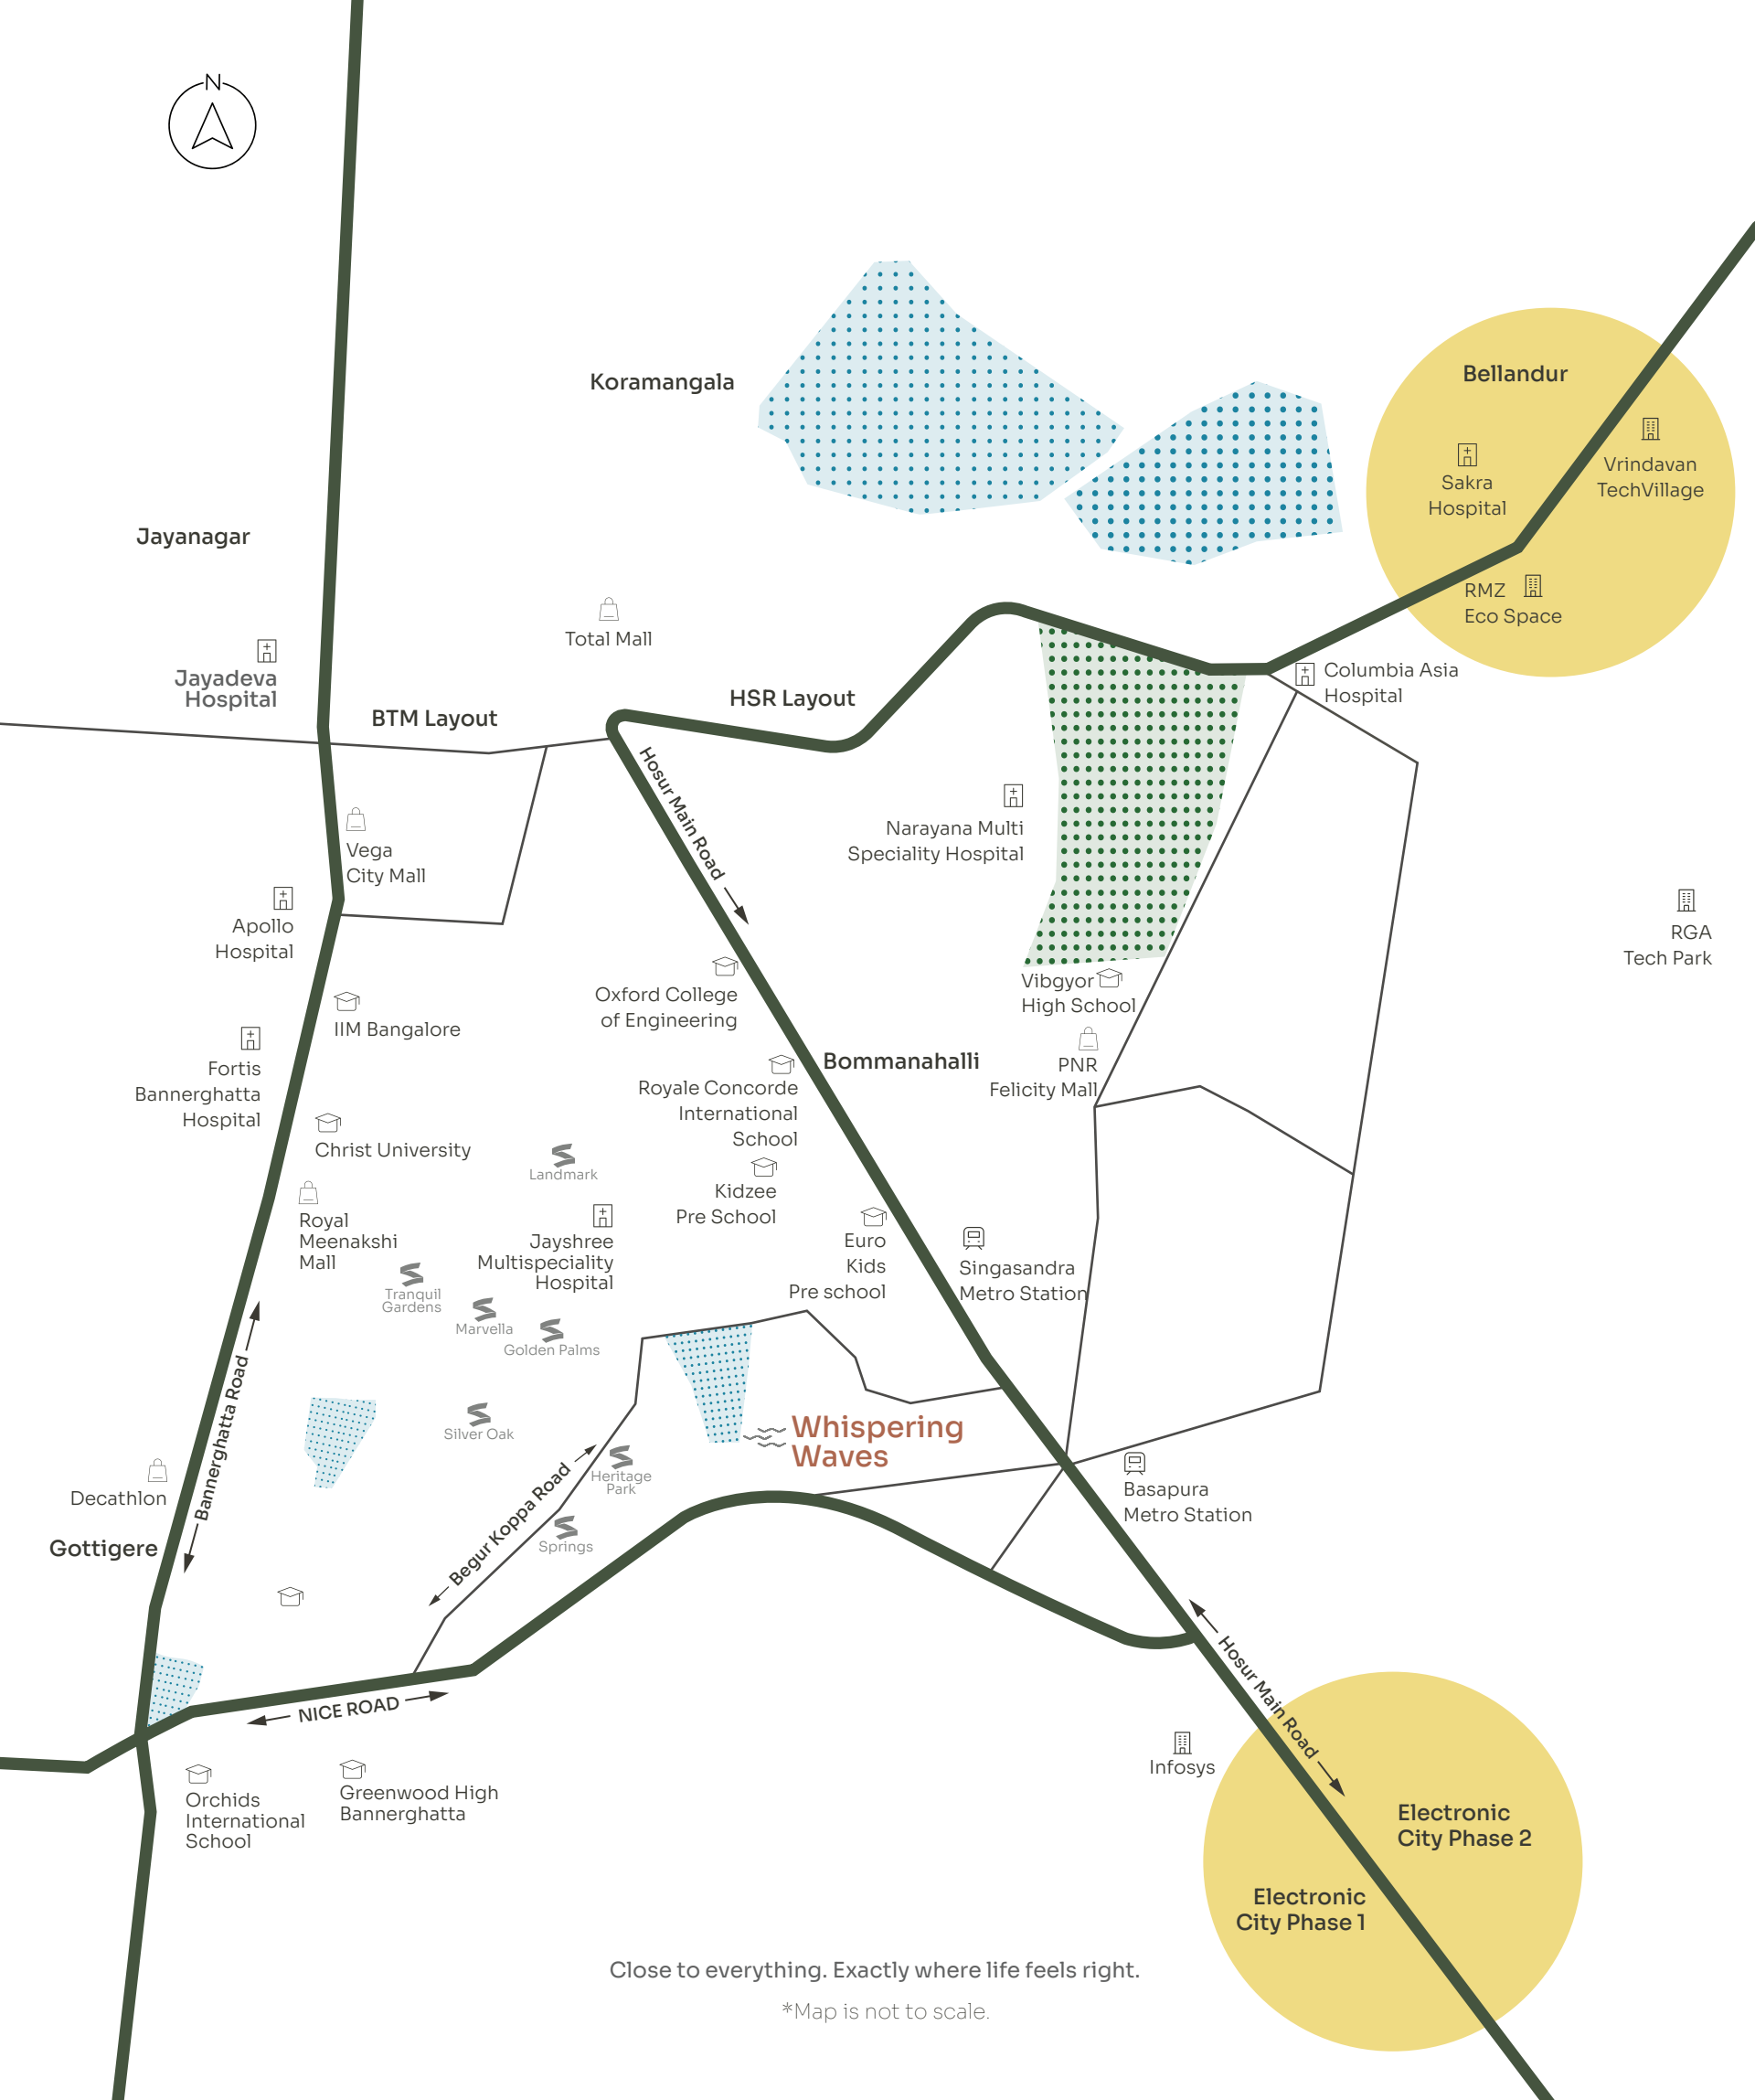 N
Koramangala
Bellandur
Sakra
Hospital
Vrindavan
TechVillage
Jayanagar
RMZ
Eco Space
Total Mall
Jayadeva
Hospital
BTM Layout
HSR Layout
Columbia Asia
Hospital
Hosur Main Road
Narayana Multi
Speciality Hospital
Vega
City Mall
Apollo
Hospital
RGA
Tech Park
Oxford College
of Engineering
Vibgyor
High School
IIM Bangalore
Fortis
Bannerghatta
Hospital
Bommanahalli
PNR
Felicity Mall
Royale Concorde
International
School
Christ University
Landmark
Kidzee
Pre School
Royal
Meenakshi
Mall
Jayshree
Multispeciality
Hospital
Euro
Kids
Pre school
Singasandra
Metro Station
Tranquil
Gardens
Marvella
Golden Palms
Bannerghatta Road
Silver Oak
Whispering
Waves
Heritage
Park
Decathlon
Basapura
Metro Station
Begur Koppa Road
Springs
Gottigere
NICE ROAD
Hosur Main Road
Infosys
Orchids
International
School
Greenwood High
Bannerghatta
Electronic
City Phase 2
Electronic
City Phase 1
Close to everything. Exactly where life feels right.
*Map is not to scale.